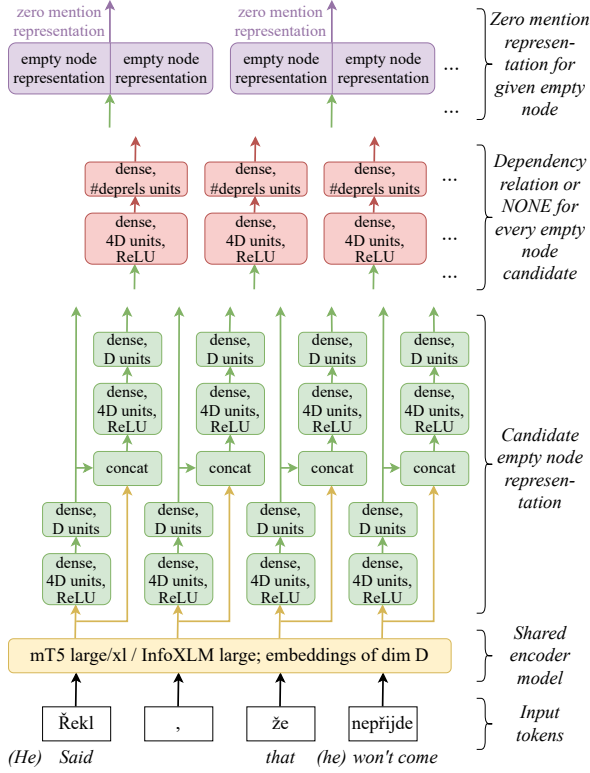 zero mention
representation
zero mention
representation
Zero mention
represen-
tation for
given empty
node
empty node
representation
empty node
representation
empty node
representation
empty node
representation
...
...
dense,
#deprels units
dense,
#deprels units
dense,
#deprels units
...
dense,
4D units,
ReLU
dense,
4D units,
ReLU
dense,
4D units,
ReLU
...
...
Dependency
relation or
NONE for
every empty
node
candidate
dense,
D units
dense,
D units
dense,
D units
dense,
D units
dense,
4D units,
ReLU
dense,
4D units,
ReLU
dense,
4D units,
ReLU
dense,
4D units,
ReLU
concat
concat
concat
concat
dense,
D units
dense,
D units
dense,
D units
dense,
D units
dense,
4D units,
ReLU
dense,
4D units,
ReLU
dense,
4D units,
ReLU
dense,
4D units,
ReLU
Candidate
empty node
represen-
tation
mT5 large/xl / InfoXLM large; embeddings of dim D
Shared
encoder
model
Řekl
,
že
nepřijde
Input
tokens
(He) Said
that
(he) won't come